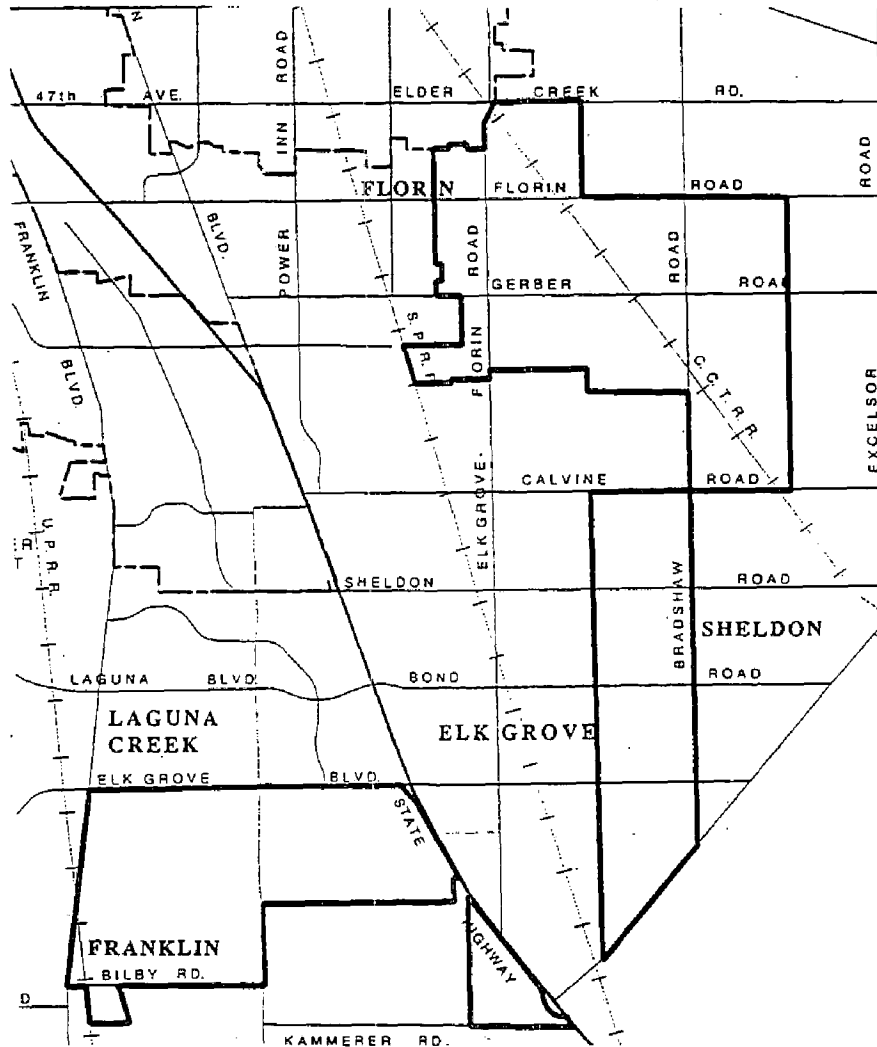 47th AVE.
ELDER CREEK RD.
N
INN ROAD
POWER
FLORIN
FLORIN ROAD
ROAD
ROAD
ROAD
FRANKLIN
BLVD.
BLVD.
GERBER ROAD
S. P. R. R.
FLORIN
C. C. T. R. R.
EXCELSOR
CALVINE ROAD
ELK GROVE
U. P. R. R.
R
T
SHELDON ROAD
BRADSHAW
SHELDON
LAGUNA BLVD.
BOND ROAD
LAGUNA
CREEK
ELK GROVE
ELK GROVE BLVD.
STATE
HIGHWAY
FRANKLIN
BILBY RD.
D
KAMMERER RD.